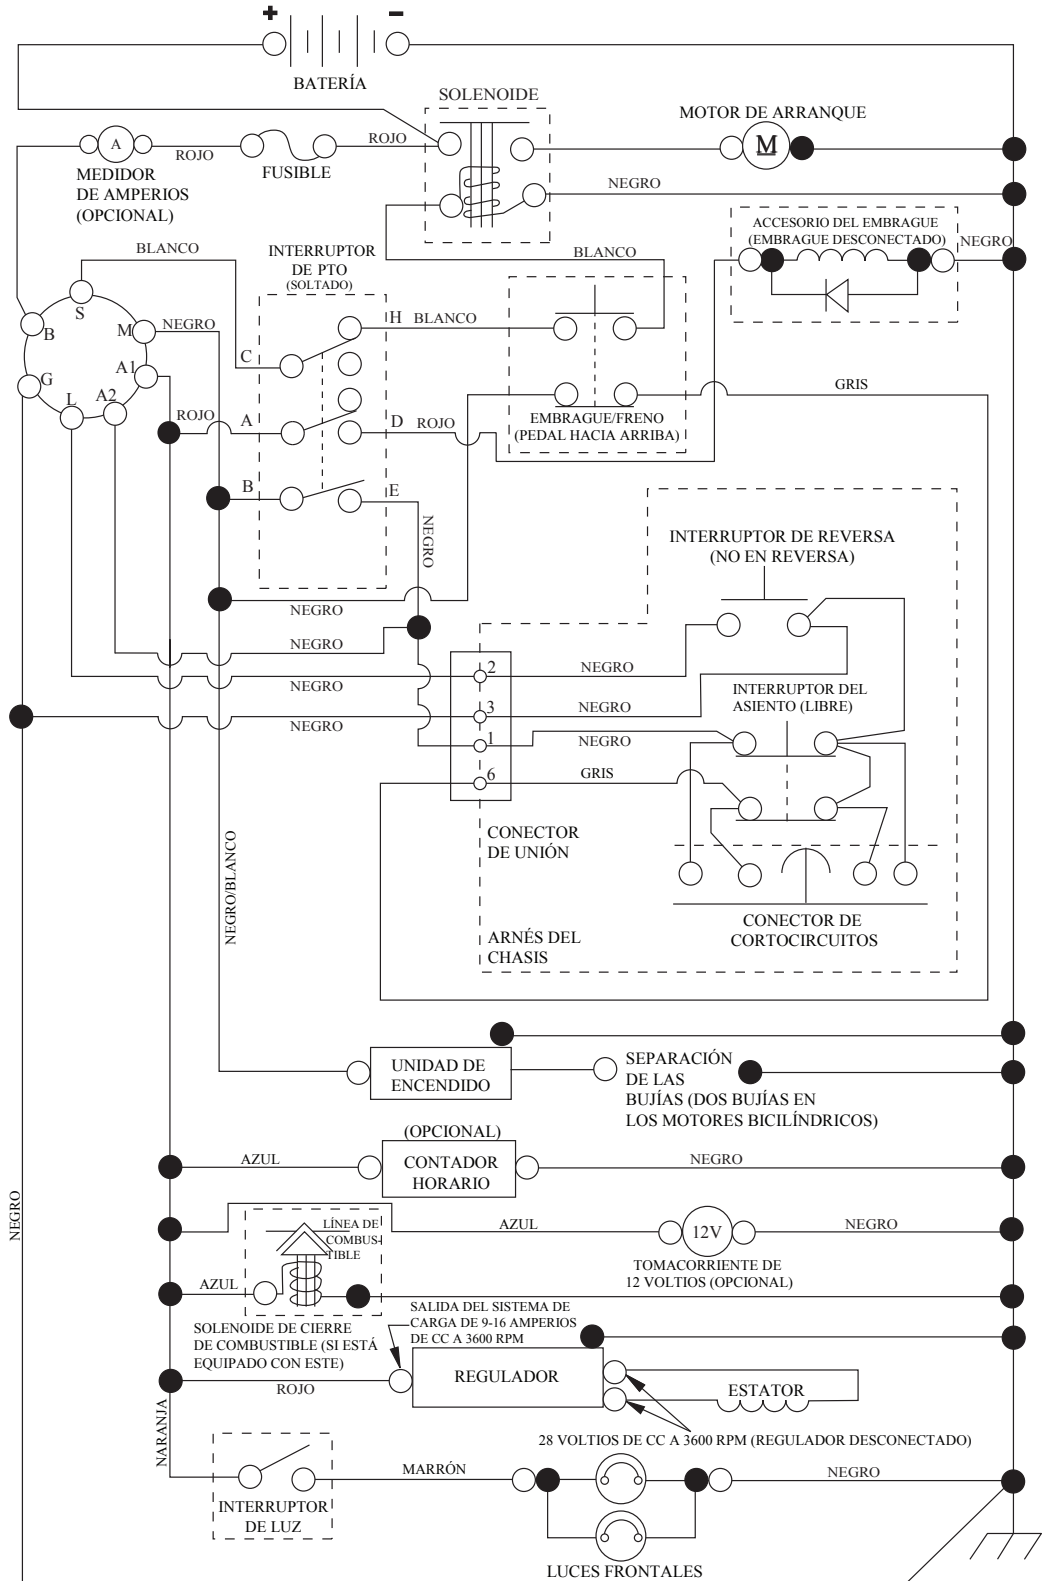 + −
BATERÍA
SOLENOIDE
MOTOR DE ARRANQUE
A
ROJO
FUSIBLE
ROJO
M
MEDIDOR
DE AMPERIOS
(OPCIONAL)
NEGRO
ACCESORIO DEL EMBRAGUE
(EMBRAGUE DESCONECTADO)
NEGRO
BLANCO
INTERRUPTOR
DE PTO
(SOLTADO)
BLANCO
S
B
M
NEGRO
H
BLANCO
C
A1
G
L
A2
ROJO
A
D
ROJO
GRIS
EMBRAGUE/FRENO
(PEDAL HACIA ARRIBA)
B
E
NEGRO
INTERRUPTOR DE REVERSA
(NO EN REVERSA)
NEGRO
NEGRO
NEGRO
2
NEGRO
INTERRUPTOR DEL
ASIENTO (LIBRE)
NEGRO
3
NEGRO
1
NEGRO
6
GRIS
CONECTOR
DE UNIÓN
NEGRO/BLANCO
CONECTOR DE
CORTOCIRCUITOS
ARNÉS DEL
CHASIS
UNIDAD DE
ENCENDIDO
SEPARACIÓN
DE LAS
BUJÍAS (DOS BUJÍAS EN
LOS MOTORES BICILÍNDRICOS)
(OPCIONAL)
CONTADOR
HORARIO
AZUL
NEGRO
NEGRO
LÍNEA DE
COMBUS-
TIBLE
AZUL
12V
NEGRO
TOMACORRIENTE DE
12 VOLTIOS (OPCIONAL)
AZUL
SALIDA DEL SISTEMA DE
CARGA DE 9-16 AMPERIOS
DE CC A 3600 RPM
SOLENOIDE DE CIERRE
DE COMBUSTIBLE (SI ESTÁ
EQUIPADO CON ESTE)
ROJO
REGULADOR
ESTATOR
NARANJA
28 VOLTIOS DE CC A 3600 RPM (REGULADOR DESCONECTADO)
MARRÓN
NEGRO
INTERRUPTOR
DE LUZ
LUCES FRONTALES